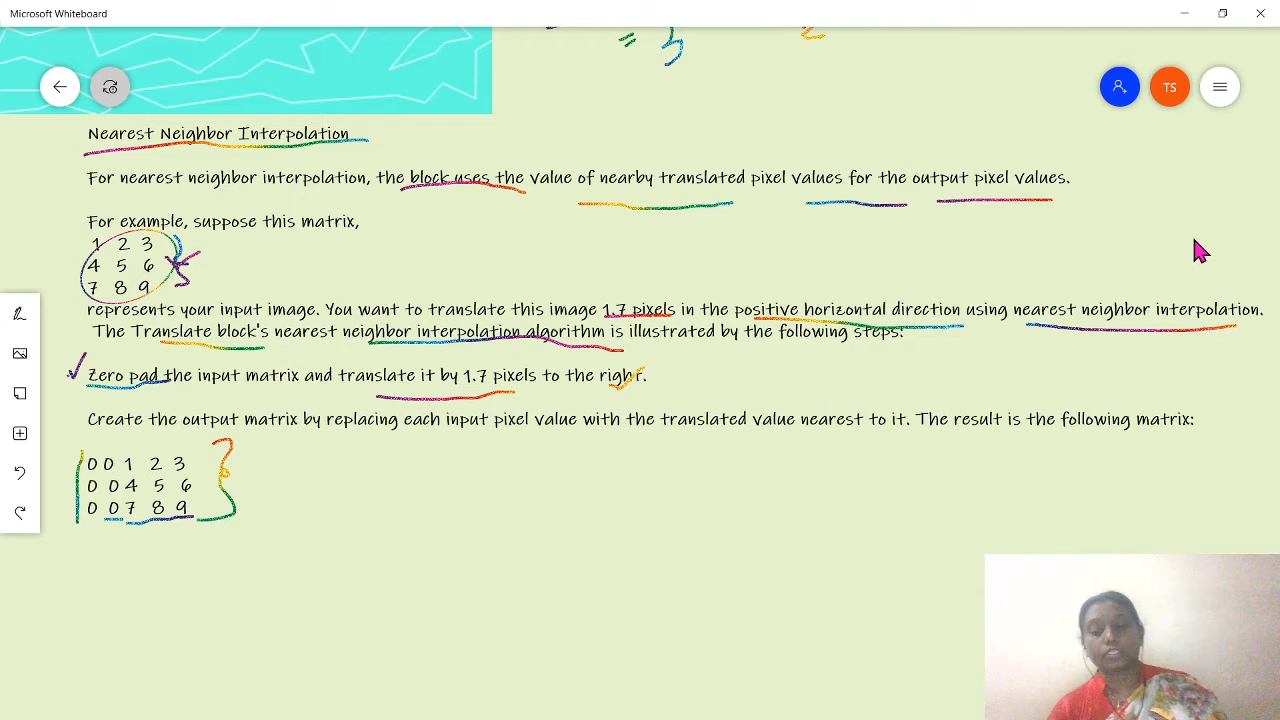 Microsoft Whiteboard
= 3 2
TS
Nearest Neighbor Interpolation
For nearest neighbor interpolation, the block uses the value of nearby translated pixel values for the output pixel values.
For example, suppose this matrix,
1 2 3
4 5 6
7 8 9
represents your input image. You want to translate this image 1.7 pixels in the positive horizontal direction using nearest neighbor interpolation.
The Translate block's nearest neighbor interpolation algorithm is illustrated by the following steps:
Zero pad the input matrix and translate it by 1.7 pixels to the right.
Create the output matrix by replacing each input pixel value with the translated value nearest to it. The result is the following matrix:
0 0 1 2 3
0 0 4 5 6
0 0 7 8 9